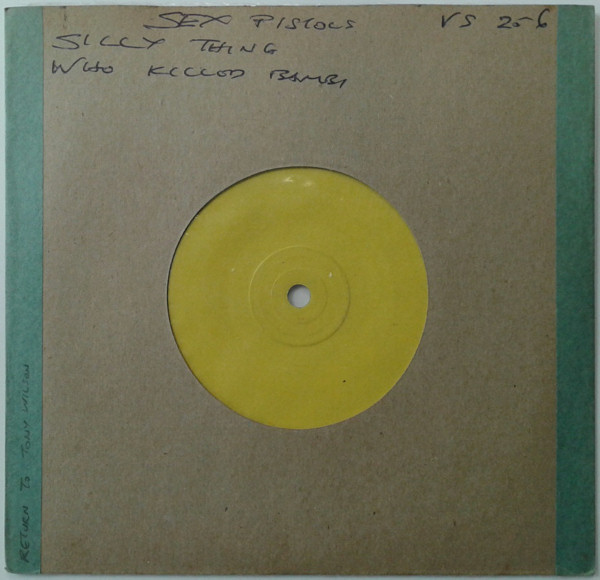 SEX PISTOLS VS 256
SILLY THING
WHO KILLED BAMBI
RETURN TO TONY WILSON